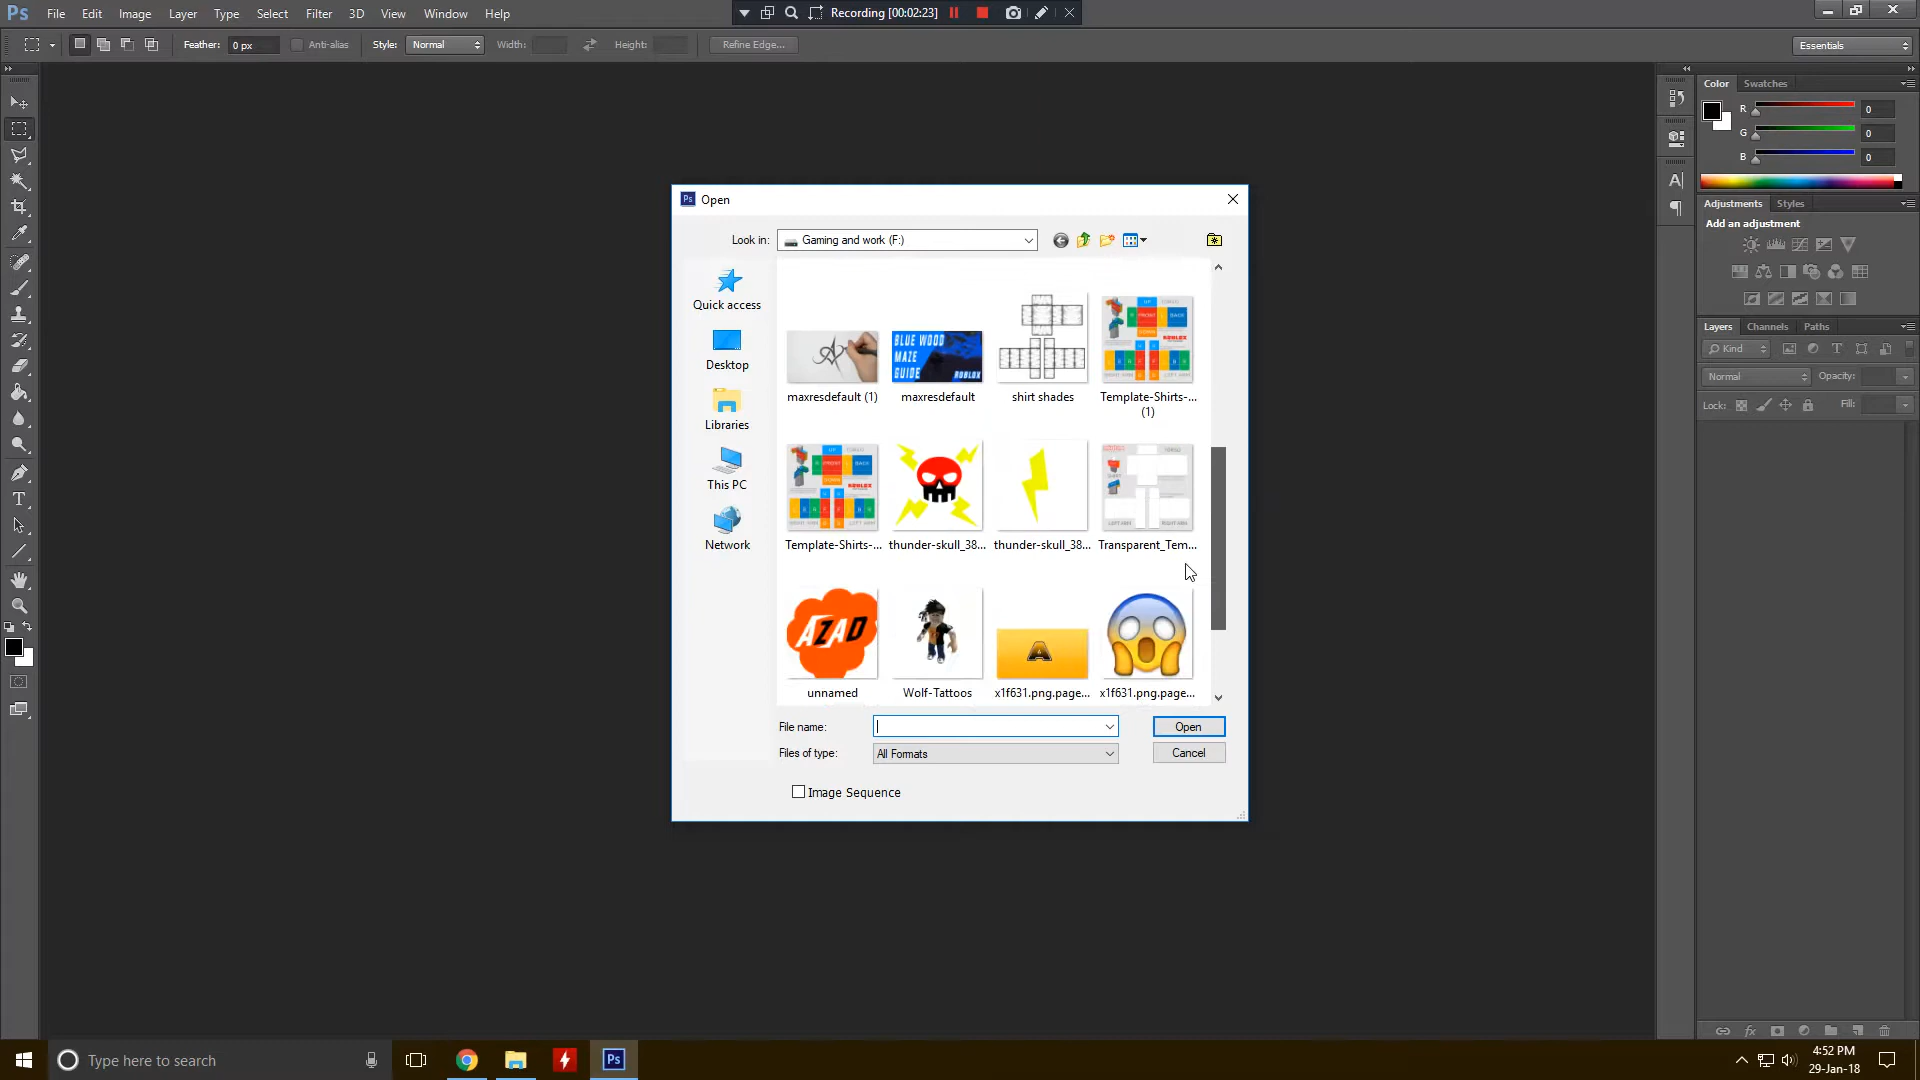 Ps File Edit Image Layer Type Select Filter 3D View Window Help
Recording [00:02:23]
Feather: 0 px Anti-alias Style: Normal Width: Height: Refine Edge...
Essentials
Color Swatches
R 0
G 0
B 0
Adjustments Styles
Add an adjustment
Layers Channels Paths
Kind
Normal Opacity:
Lock: Fill:
Ps Open
Look in: Gaming and work (F:)
Quick access
Desktop
Libraries
This PC
Network
BLUE WOOD
MAZE
GUIDE
ROBLOX
maxresdefault (1)
maxresdefault
shirt shades
Template-Shirts-... (1)
Template-Shirts-...
thunder-skull_38...
thunder-skull_38...
Transparent_Tem...
AZAD
A
unnamed
Wolf-Tattoos
x1f631.png.page...
x1f631.png.page...
File name: Open
Files of type: All Formats Cancel
Image Sequence
Type here to search
Ps
4:52 PM
29-Jan-18